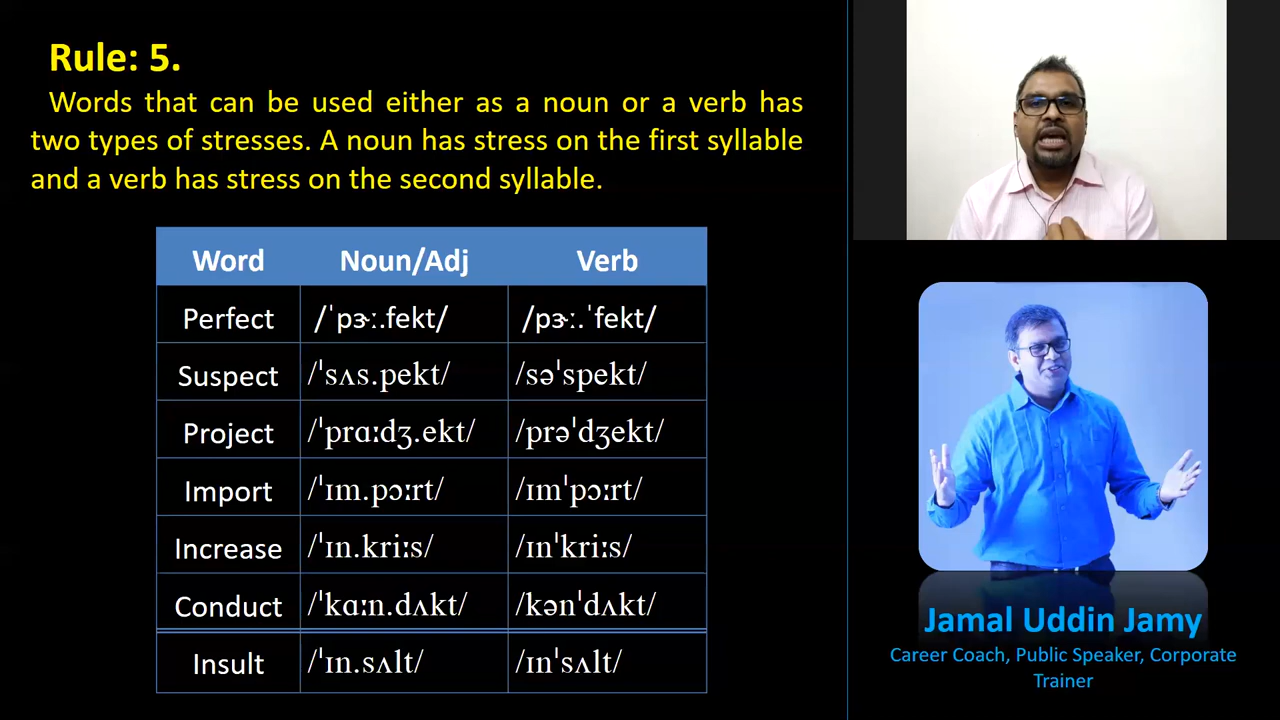 Rule: 5.
Words that can be used either as a noun or a verb has
two types of stresses. A noun has stress on the first syllable
and a verb has stress on the second syllable.
Word Noun/Adj Verb
Perfect /ˈpɝː.fekt/ /pɝː.ˈfekt/
Suspect /ˈsʌs.pekt/ /səˈspekt/
Project /ˈprɑːdʒ.ekt/ /prəˈdʒekt/
Import /ˈɪm.pɔːrt/ /ɪmˈpɔːrt/
Increase /ˈɪn.kriːs/ /ɪnˈkriːs/
Conduct /ˈkɑːn.dʌkt/ /kənˈdʌkt/
Insult /ˈɪn.sʌlt/ /ɪnˈsʌlt/
Jamal Uddin Jamy
Career Coach, Public Speaker, Corporate
Trainer